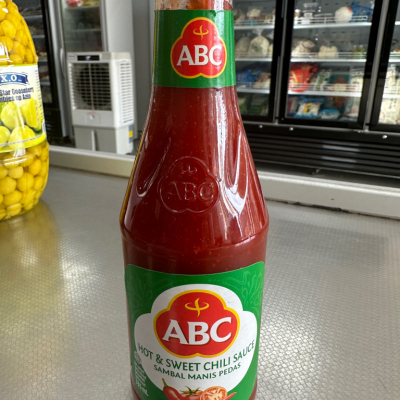 ABC
ABC
X.O.
ABC
HOT & SWEET CHILI SAUCE
SAMBAL MANIS PEDAS